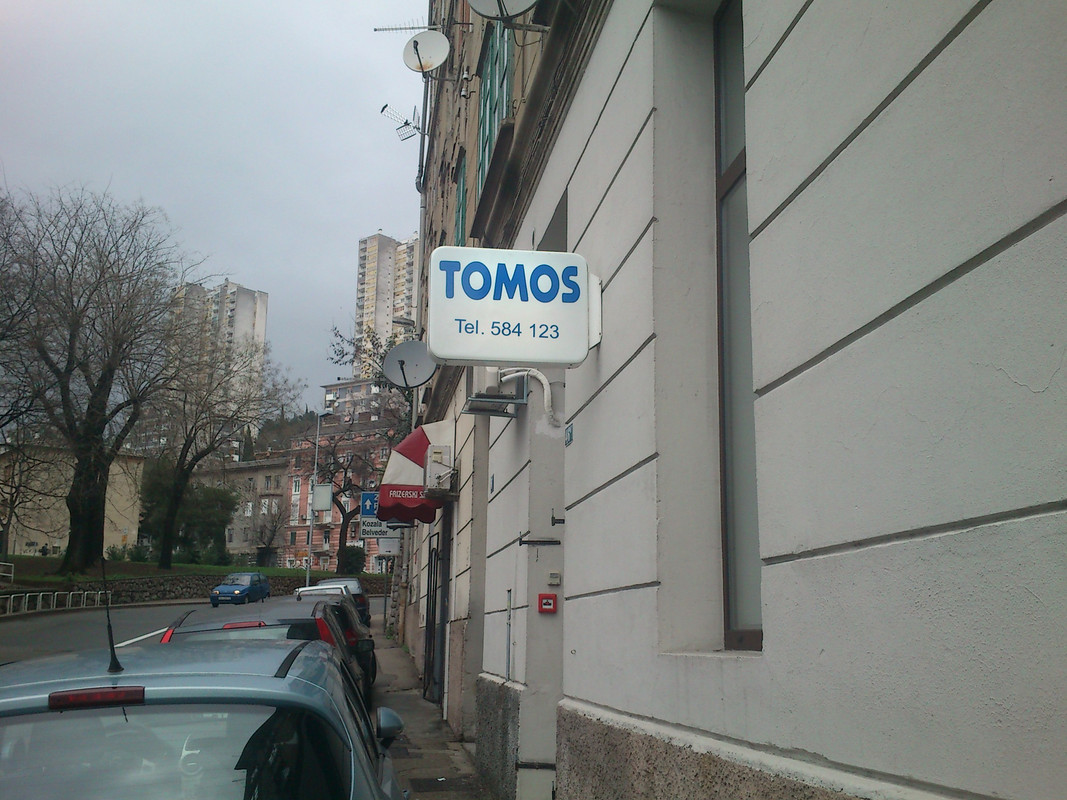 TOMOS
Tel. 584 123
FRIZERSKI S
Kozala
Belveder